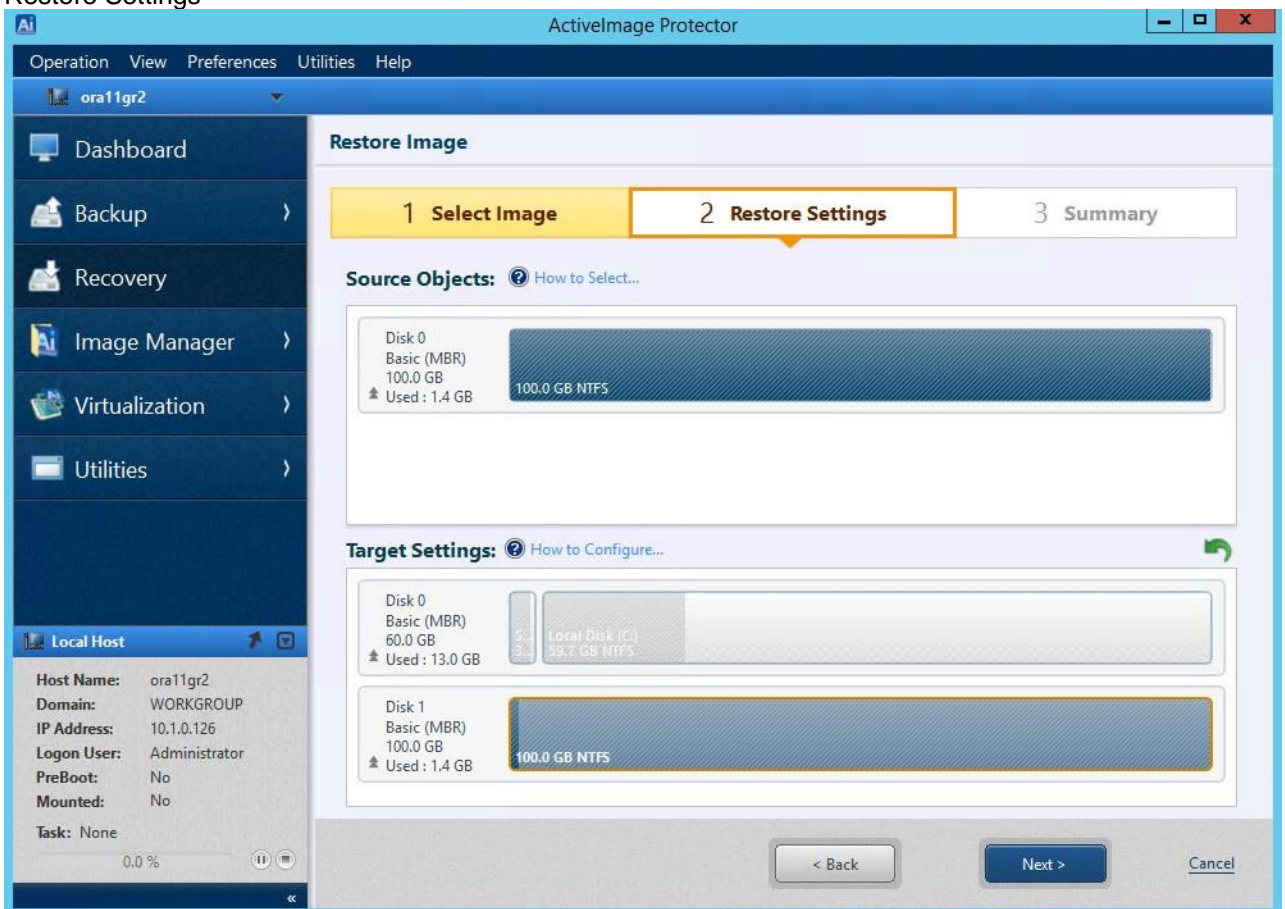 Restore Settings
Ai
ActiveImage Protector
Operation View Preferences Utilities Help
ora11gr2
Dashboard
Backup
Recovery
Ai Image Manager
Virtualization
Utilities
Restore Image
1 Select Image
2 Restore Settings
3 Summary
Source Objects: ? How to Select...
Disk 0
Basic (MBR)
100.0 GB
Used : 1.4 GB
100.0 GB NTFS
Target Settings: ? How to Configure...
Disk 0
Basic (MBR)
60.0 GB
Used : 13.0 GB
S...
3...
Local Disk (C:)
59.7 GB NTFS
Disk 1
Basic (MBR)
100.0 GB
Used : 1.4 GB
100.0 GB NTFS
Local Host
Host Name: ora11gr2
Domain: WORKGROUP
IP Address: 10.1.0.126
Logon User: Administrator
PreBoot: No
Mounted: No
Task: None
0.0 %
«
< Back
Next >
Cancel